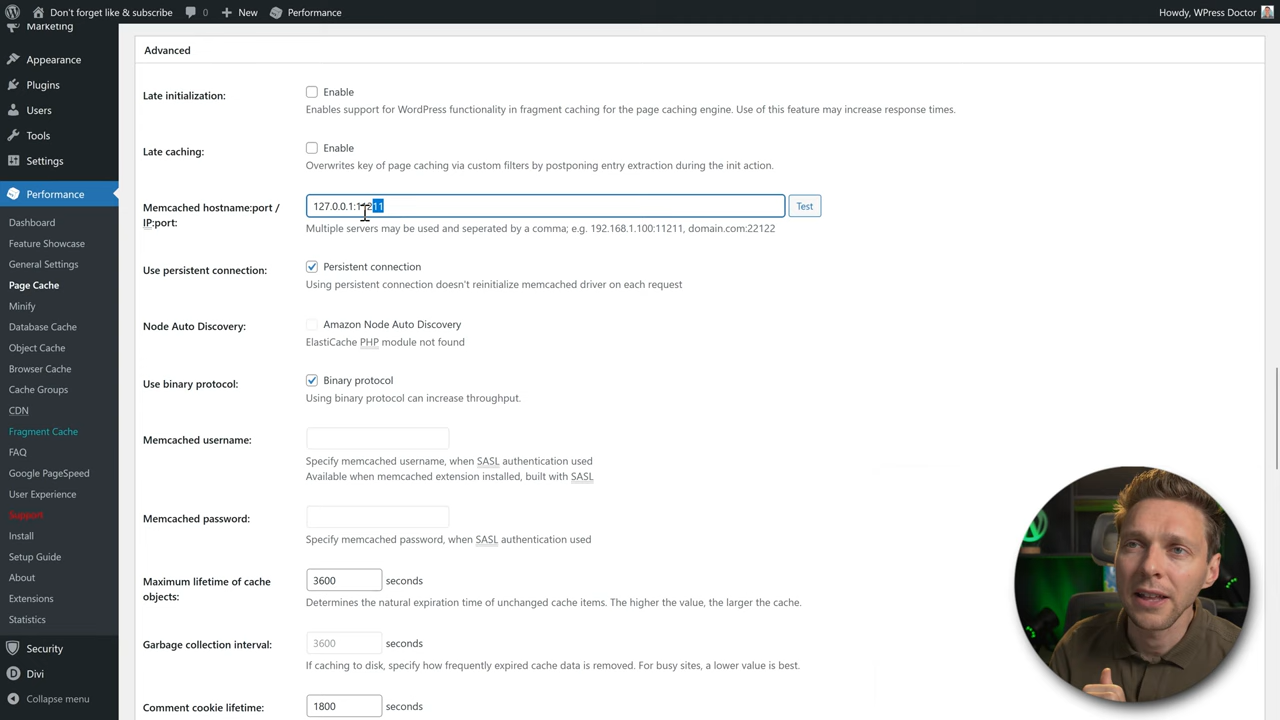 Don't forget like & subscribe 0 New Performance Howdy, WPress Doctor
Marketing
Appearance
Plugins
Users
Tools
Settings
Performance
Dashboard
Feature Showcase
General Settings
Page Cache
Minify
Database Cache
Object Cache
Browser Cache
Cache Groups
CDN
Fragment Cache
FAQ
Google PageSpeed
User Experience
Support
Install
Setup Guide
About
Extensions
Statistics
Security
Divi
Collapse menu
Advanced
Late initialization: Enable
Enables support for WordPress functionality in fragment caching for the page caching engine. Use of this feature may increase response times.
Late caching: Enable
Overwrites key of page caching via custom filters by postponing entry extraction during the init action.
Memcached hostname:port /
IP:port:
127.0.0.1:11211 Test
Multiple servers may be used and seperated by a comma; e.g. 192.168.1.100:11211, domain.com:22122
Use persistent connection: Persistent connection
Using persistent connection doesn't reinitialize memcached driver on each request
Node Auto Discovery: Amazon Node Auto Discovery
ElastiCache PHP module not found
Use binary protocol: Binary protocol
Using binary protocol can increase throughput.
Memcached username:
Specify memcached username, when SASL authentication used
Available when memcached extension installed, built with SASL
Memcached password:
Specify memcached password, when SASL authentication used
Maximum lifetime of cache
objects:
3600 seconds
Determines the natural expiration time of unchanged cache items. The higher the value, the larger the cache.
Garbage collection interval: 3600 seconds
If caching to disk, specify how frequently expired cache data is removed. For busy sites, a lower value is best.
Comment cookie lifetime: 1800 seconds